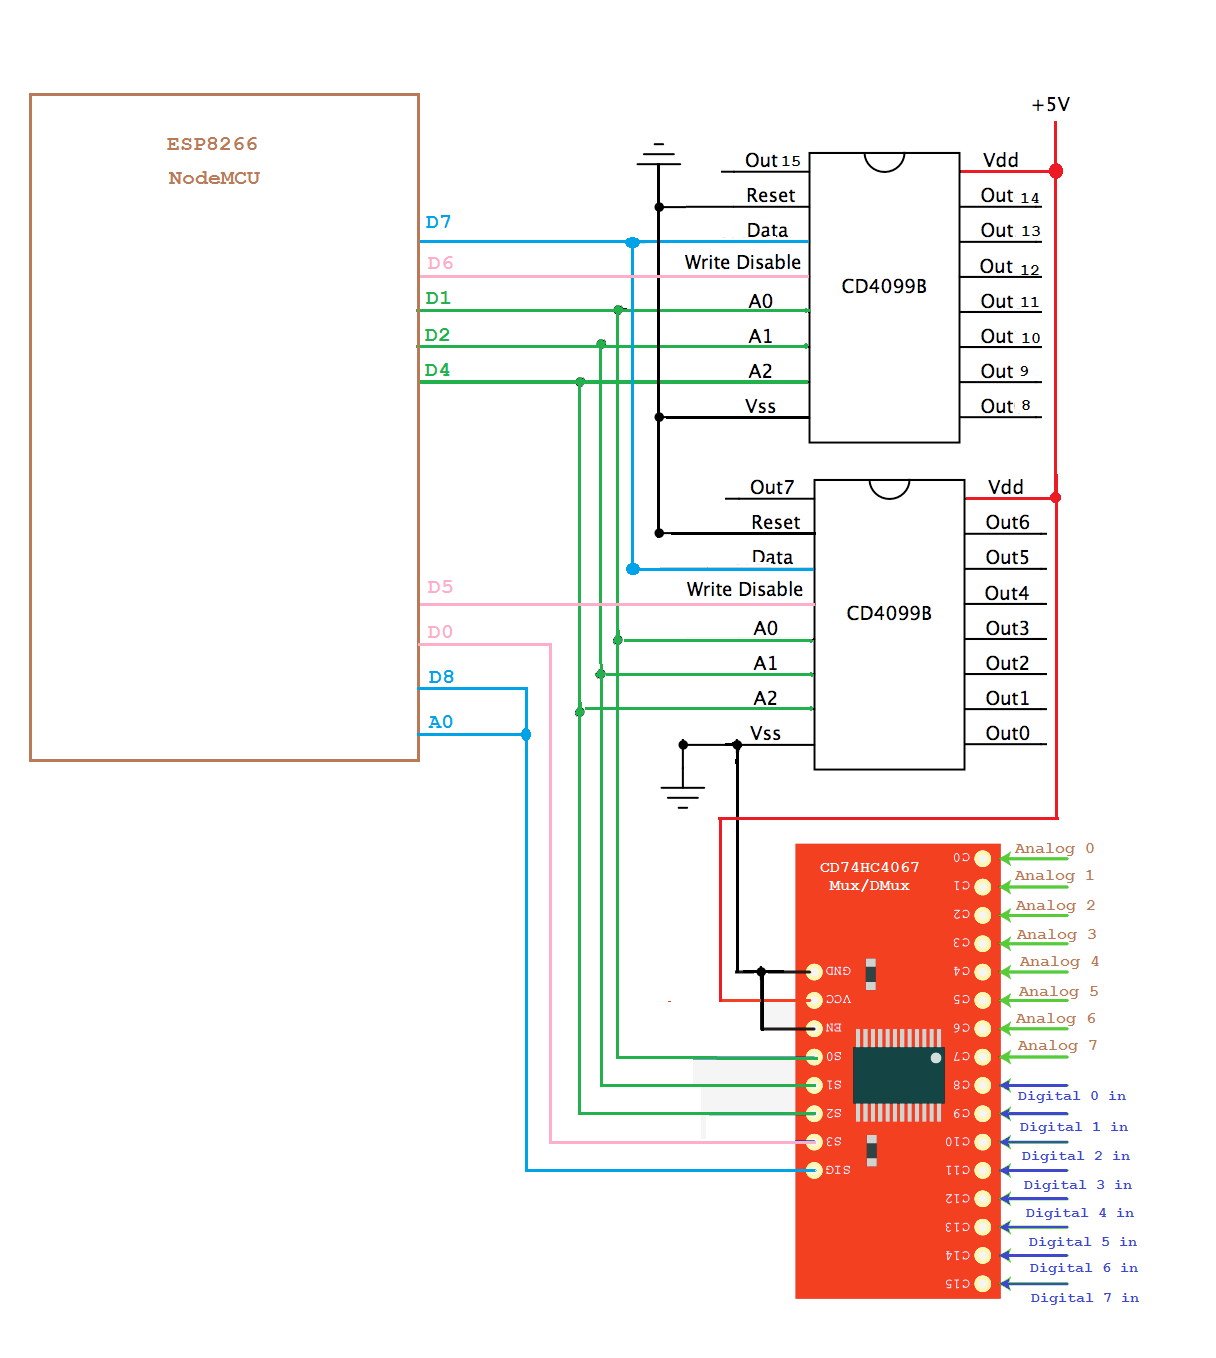 +5V
ESP8266
NodeMCU
D7
D6
D1
D2
D4
D5
D0
D8
A0
Out 15
Reset
Data
Write Disable
A0
A1
A2
Vss
CD4099B
Vdd
Out 14
Out 13
Out 12
Out 11
Out 10
Out 9
Out 8
Out7
Reset
Data
Write Disable
A0
A1
A2
Vss
CD4099B
Vdd
Out6
Out5
Out4
Out3
Out2
Out1
Out0
CD74HC4067
Mux/DMux
GND
VCC
EN
S0
S1
S2
S3
SIG
C0
C1
C2
C3
C4
C5
C6
C7
C8
C9
C10
C11
C12
C13
C14
C15
Analog 0
Analog 1
Analog 2
Analog 3
Analog 4
Analog 5
Analog 6
Analog 7
Digital 0 in
Digital 1 in
Digital 2 in
Digital 3 in
Digital 4 in
Digital 5 in
Digital 6 in
Digital 7 in